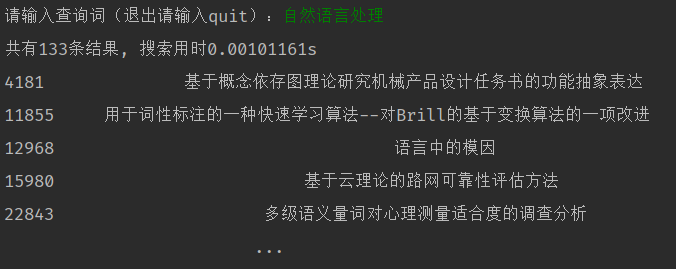 请输入查询词（退出请输入quit）：自然语言处理
共有133条结果, 搜索用时0.00101161s
4181 基于概念依存图理论研究机械产品设计任务书的功能抽象表达
11855 用于词性标注的一种快速学习算法--对Brill的基于变换算法的一项改进
12968 语言中的模因
15980 基于云理论的路网可靠性评估方法
22843 多级语义量词对心理测量适合度的调查分析
...